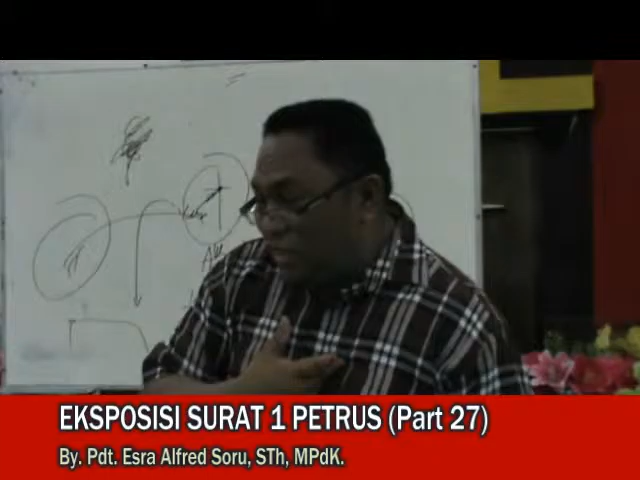 EKSPOSISI SURAT 1 PETRUS (Part 27)
By. Pdt. Esra Alfred Soru, STh, MPdK.